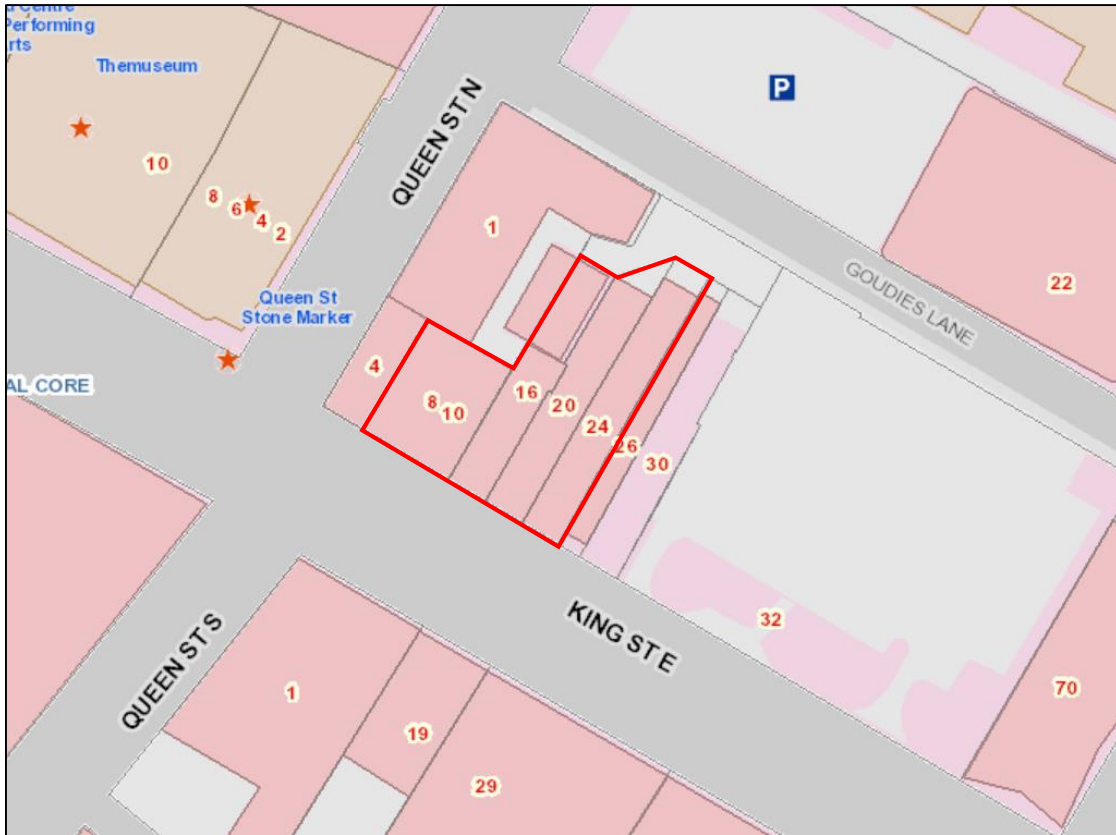 Centre
Performing
rts
Themuseum
10
8
6
4
2
QUEEN ST N
P
1
22
GOUDIES LANE
Queen St
Stone Marker
AL CORE
4
8
10
16
20
24
26
30
KING ST E
32
QUEEN ST S
1
19
29
70